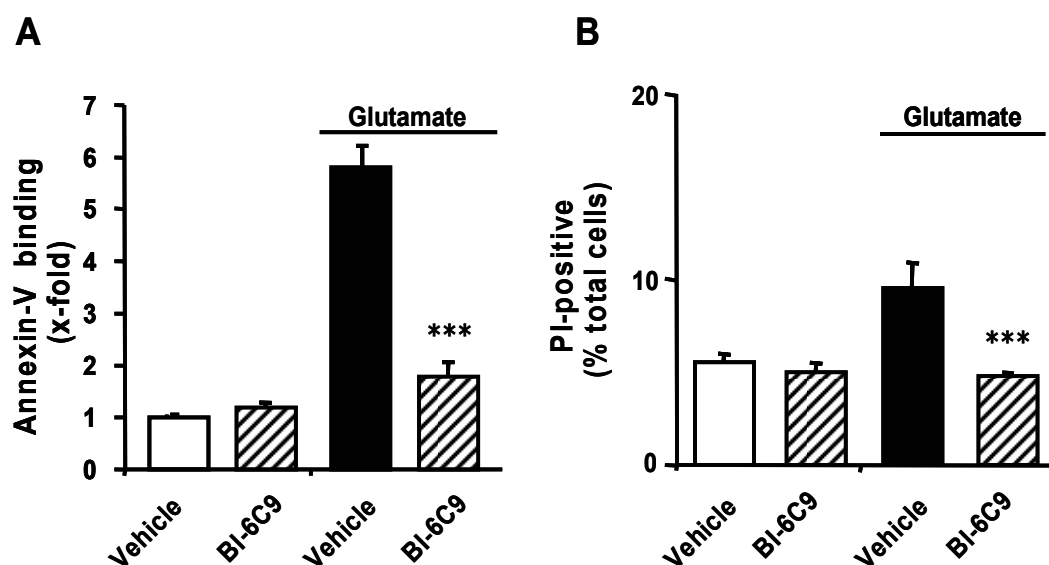 A
Annexin-V binding
(x-fold)
7
6
5
4
3
2
1
0
Glutamate
***
Vehicle
BI-6C9
Vehicle
BI-6C9
B
PI-positive
(% total cells)
20
10
0
Glutamate
***
Vehicle
BI-6C9
Vehicle
BI-6C9